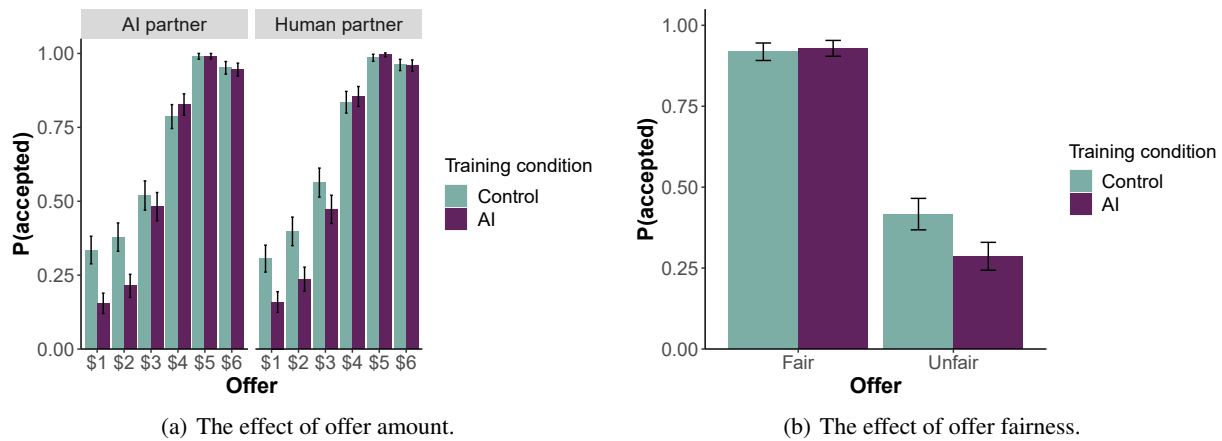 AI partner Human partner
P(accepted)
1.00
0.75
0.50
0.25
0.00
$1 $2 $3 $4 $5 $6 $1 $2 $3 $4 $5 $6
Offer
Training condition
Control
AI
(a) The effect of offer amount.
P(accepted)
1.00
0.75
0.50
0.25
0.00
Fair Unfair
Offer
Training condition
Control
AI
(b) The effect of offer fairness.